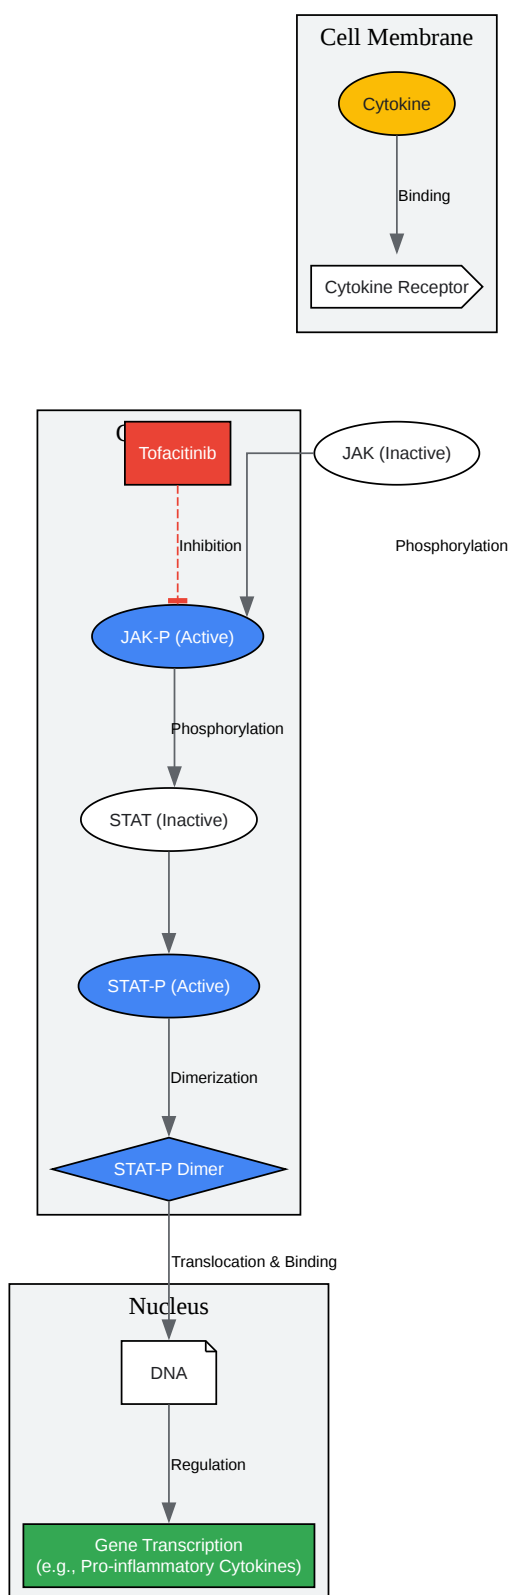 Cell Membrane
Cytokine
Binding
Cytokine Receptor
Tofacitinib
JAK (Inactive)
Inhibition
Phosphorylation
JAK-P (Active)
Phosphorylation
STAT (Inactive)
STAT-P (Active)
Dimerization
STAT-P Dimer
Translocation & Binding
Nucleus
DNA
Regulation
Gene Transcription
(e.g., Pro-inflammatory Cytokines)